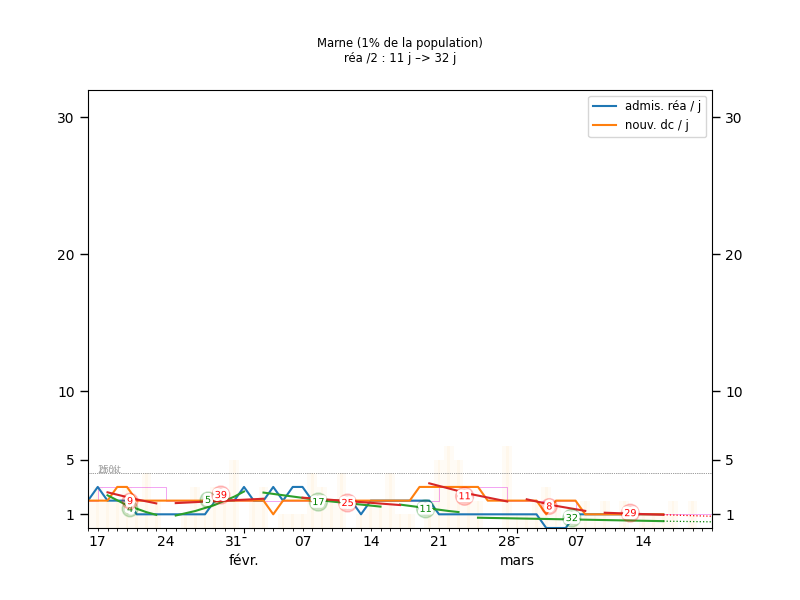 Marne (1% de la population)
réa /2 : 11 j –> 32 j
admis. réa / j
nouv. dc / j
30 30
20 20
10 10
5 5
1 1
9 4 5 39 17 25 11 11 8 32 29
17 24 31 07 14 21 28 07 14
févr. mars